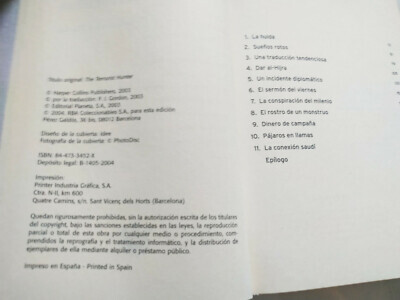 Título original: The Terrorist Hunter
© Harper Collins Publishers, 2003
© por la traducción: P. J. Gordon, 2003
© Editorial Planeta, S.A., 2003
© 2004, RBA Coleccionables S.A., para esta edición
Pérez Galdós, 36 bis, 08012 Barcelona
Diseño de la cubierta: Idee
Fotografía de la cubierta: © PhotoDisc
ISBN: 84-473-3412-X
Depósito legal: B-1405-2004
Impresión:
Printer Industria Gráfica, S.A.
Ctra. N-II, km 600
Quatre Camins, s/n. Sant Vicenç dels Horts (Barcelona)
Quedan rigurosamente prohibidas, sin la autorización escrita de los titulares
del copyright, bajo las sanciones establecidas en las leyes, la reproducción
parcial o total de esta obra por cualquier medio o procedimiento, com-
prendidos la reprografía y el tratamiento informático, y la distribución de
ejemplares de ella mediante alquiler o préstamo público.
Impreso en España - Printed in Spain
1. La huida
2. Sueños rotos
3. Una traducción tendenciosa
4. Dar al-Hijra
5. Un incidente diplomático
6. El sermón del viernes
7. La conspiración del milenio
8. El rostro de un monstruo
9. Dinero de campaña
10. Pájaros en llamas
11. La conexión saudí
Epílogo